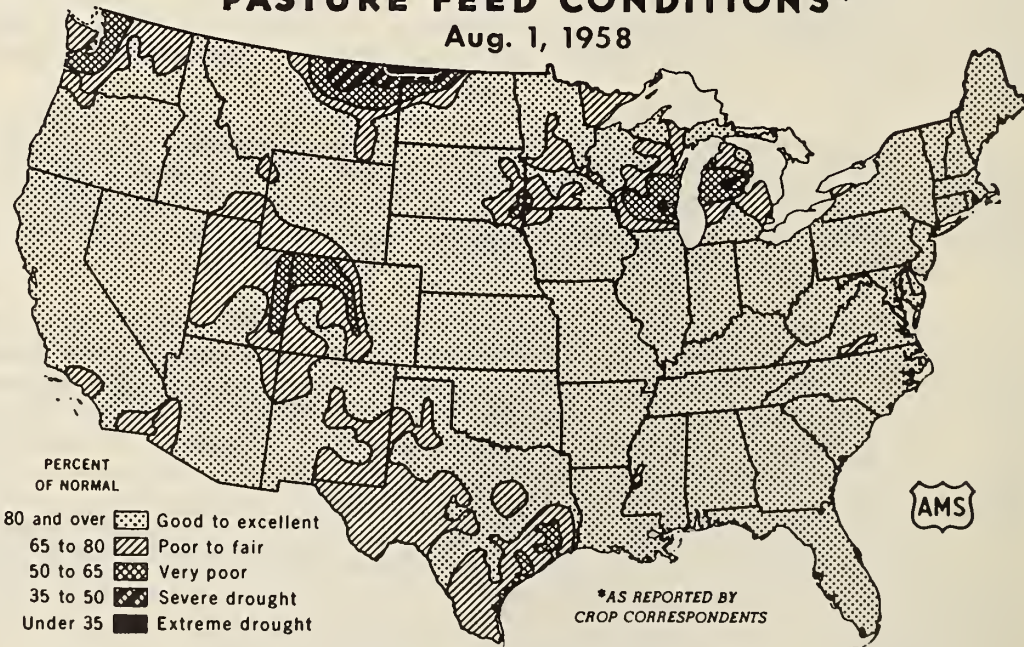 PASTURE FEED CONDITIONS*
Aug. 1, 1958
PERCENT
OF NORMAL
80 and over Good to excellent
65 to 80 Poor to fair
50 to 65 Very poor
35 to 50 Severe drought
Under 35 Extreme drought
*AS REPORTED BY
CROP CORRESPONDENTS
AMS